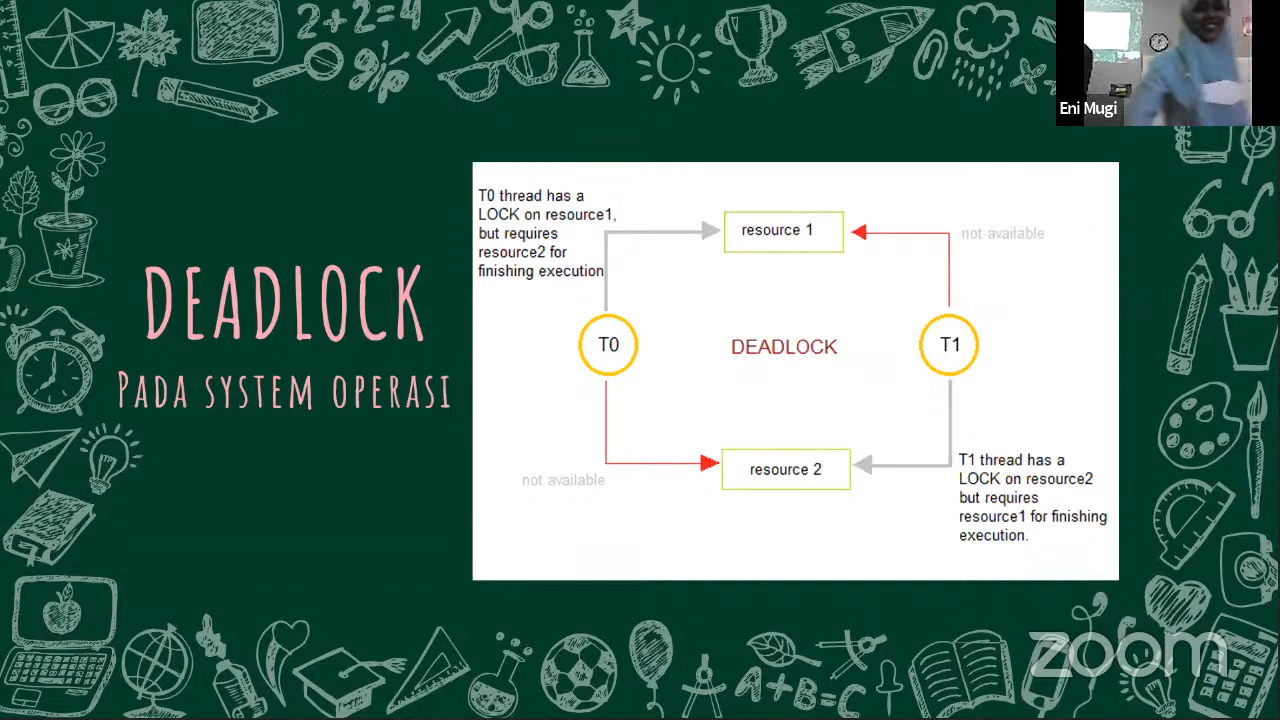 2+2=4
Eni Mugi
T0 thread has a
LOCK on resource1,
but requires
resource2 for
finishing execution
resource 1
not available
DEADLOCK
PADA SYSTEM OPERASI
T0
DEADLOCK
T1
not available
resource 2
T1 thread has a
LOCK on resource2
but requires
resource1 for finishing
execution.
zoom
A+B=C